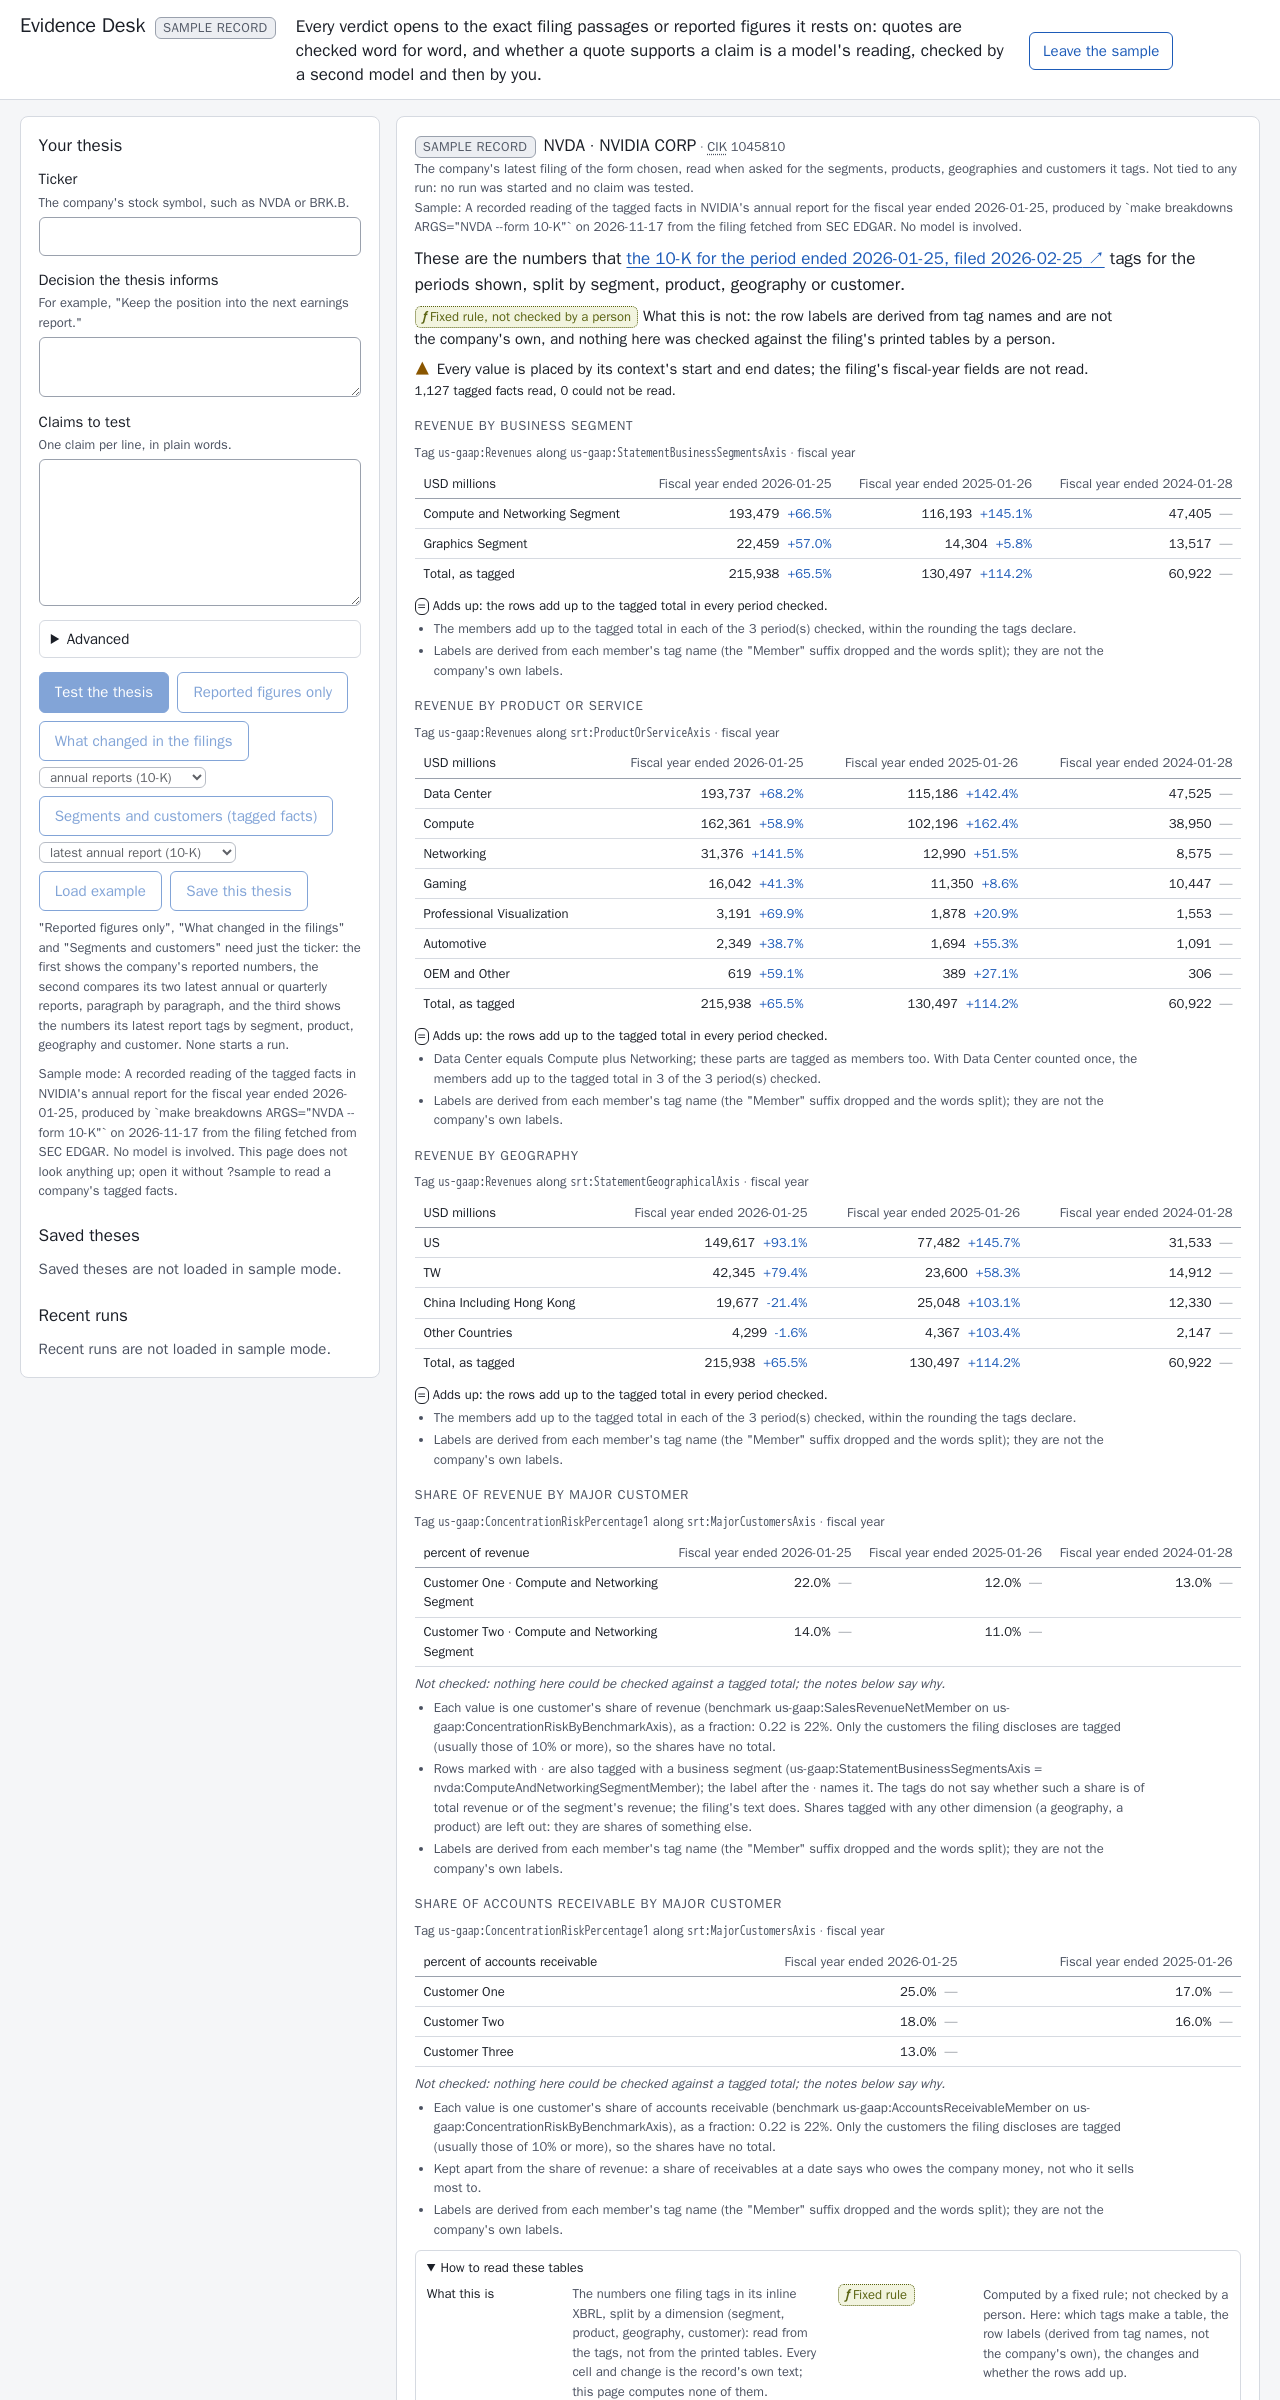 Evidence Desk SAMPLE RECORD
Every verdict opens to the exact filing passages or reported figures it rests on: quotes are
checked word for word, and whether a quote supports a claim is a model's reading, checked by
a second model and then by you.
Leave the sample
Your thesis
Ticker
The company's stock symbol, such as NVDA or BRK.B.
Decision the thesis informs
For example, "Keep the position into the next earnings
report."
Claims to test
One claim per line, in plain words.
▶ Advanced
Test the thesis
Reported figures only
What changed in the filings
annual reports (10-K)
Segments and customers (tagged facts)
latest annual report (10-K)
Load example
Save this thesis
"Reported figures only", "What changed in the filings"
and "Segments and customers" need just the ticker: the
first shows the company's reported numbers, the
second compares its two latest annual or quarterly
reports, paragraph by paragraph, and the third shows
the numbers its latest report tags by segment, product,
geography and customer. None starts a run.
Sample mode: A recorded reading of the tagged facts in
NVIDIA's annual report for the fiscal year ended 2026-
01-25, produced by `make breakdowns ARGS="NVDA --
form 10-K"` on 2026-11-17 from the filing fetched from
SEC EDGAR. No model is involved. This page does not
look anything up; open it without ?sample to read a
company's tagged facts.
Saved theses
Saved theses are not loaded in sample mode.
Recent runs
Recent runs are not loaded in sample mode.
SAMPLE RECORD NVDA · NVIDIA CORP · CIK 1045810
The company's latest filing of the form chosen, read when asked for the segments, products, geographies and customers it tags. Not tied to any
run: no run was started and no claim was tested.
Sample: A recorded reading of the tagged facts in NVIDIA's annual report for the fiscal year ended 2026-01-25, produced by `make breakdowns
ARGS="NVDA --form 10-K"` on 2026-11-17 from the filing fetched from SEC EDGAR. No model is involved.
These are the numbers that the 10-K for the period ended 2026-01-25, filed 2026-02-25 ↗ tags for the
periods shown, split by segment, product, geography or customer.
ƒ Fixed rule, not checked by a person What this is not: the row labels are derived from tag names and are not
the company's own, and nothing here was checked against the filing's printed tables by a person.
▲ Every value is placed by its context's start and end dates; the filing's fiscal-year fields are not read.
1,127 tagged facts read, 0 could not be read.
REVENUE BY BUSINESS SEGMENT
Tag us-gaap:Revenues along us-gaap:StatementBusinessSegmentsAxis · fiscal year
USD millions Fiscal year ended 2026-01-25 Fiscal year ended 2025-01-26 Fiscal year ended 2024-01-28
Compute and Networking Segment 193,479 +66.5% 116,193 +145.1% 47,405 —
Graphics Segment 22,459 +57.0% 14,304 +5.8% 13,517 —
Total, as tagged 215,938 +65.5% 130,497 +114.2% 60,922 —
= Adds up: the rows add up to the tagged total in every period checked.
• The members add up to the tagged total in each of the 3 period(s) checked, within the rounding the tags declare.
• Labels are derived from each member's tag name (the "Member" suffix dropped and the words split); they are not the
company's own labels.
REVENUE BY PRODUCT OR SERVICE
Tag us-gaap:Revenues along srt:ProductOrServiceAxis · fiscal year
USD millions Fiscal year ended 2026-01-25 Fiscal year ended 2025-01-26 Fiscal year ended 2024-01-28
Data Center 193,737 +68.2% 115,186 +142.4% 47,525 —
Compute 162,361 +58.9% 102,196 +162.4% 38,950 —
Networking 31,376 +141.5% 12,990 +51.5% 8,575 —
Gaming 16,042 +41.3% 11,350 +8.6% 10,447 —
Professional Visualization 3,191 +69.9% 1,878 +20.9% 1,553 —
Automotive 2,349 +38.7% 1,694 +55.3% 1,091 —
OEM and Other 619 +59.1% 389 +27.1% 306 —
Total, as tagged 215,938 +65.5% 130,497 +114.2% 60,922 —
= Adds up: the rows add up to the tagged total in every period checked.
• Data Center equals Compute plus Networking; these parts are tagged as members too. With Data Center counted once, the
members add up to the tagged total in 3 of the 3 period(s) checked.
• Labels are derived from each member's tag name (the "Member" suffix dropped and the words split); they are not the
company's own labels.
REVENUE BY GEOGRAPHY
Tag us-gaap:Revenues along srt:StatementGeographicalAxis · fiscal year
USD millions Fiscal year ended 2026-01-25 Fiscal year ended 2025-01-26 Fiscal year ended 2024-01-28
US 149,617 +93.1% 77,482 +145.7% 31,533 —
TW 42,345 +79.4% 23,600 +58.3% 14,912 —
China Including Hong Kong 19,677 -21.4% 25,048 +103.1% 12,330 —
Other Countries 4,299 -1.6% 4,367 +103.4% 2,147 —
Total, as tagged 215,938 +65.5% 130,497 +114.2% 60,922 —
= Adds up: the rows add up to the tagged total in every period checked.
• The members add up to the tagged total in each of the 3 period(s) checked, within the rounding the tags declare.
• Labels are derived from each member's tag name (the "Member" suffix dropped and the words split); they are not the
company's own labels.
SHARE OF REVENUE BY MAJOR CUSTOMER
Tag us-gaap:ConcentrationRiskPercentage1 along srt:MajorCustomersAxis · fiscal year
percent of revenue Fiscal year ended 2026-01-25 Fiscal year ended 2025-01-26 Fiscal year ended 2024-01-28
Customer One · Compute and Networking 22.0% — 12.0% — 13.0% —
Segment
Customer Two · Compute and Networking 14.0% — 11.0% —
Segment
Not checked: nothing here could be checked against a tagged total; the notes below say why.
• Each value is one customer's share of revenue (benchmark us-gaap:SalesRevenueNetMember on us-
gaap:ConcentrationRiskByBenchmarkAxis), as a fraction: 0.22 is 22%. Only the customers the filing discloses are tagged
(usually those of 10% or more), so the shares have no total.
• Rows marked with · are also tagged with a business segment (us-gaap:StatementBusinessSegmentsAxis =
nvda:ComputeAndNetworkingSegmentMember); the label after the · names it. The tags do not say whether such a share is of
total revenue or of the segment's revenue; the filing's text does. Shares tagged with any other dimension (a geography, a
product) are left out: they are shares of something else.
• Labels are derived from each member's tag name (the "Member" suffix dropped and the words split); they are not the
company's own labels.
SHARE OF ACCOUNTS RECEIVABLE BY MAJOR CUSTOMER
Tag us-gaap:ConcentrationRiskPercentage1 along srt:MajorCustomersAxis · fiscal year
percent of accounts receivable Fiscal year ended 2026-01-25 Fiscal year ended 2025-01-26
Customer One 25.0% — 17.0% —
Customer Two 18.0% — 16.0% —
Customer Three 13.0% —
Not checked: nothing here could be checked against a tagged total; the notes below say why.
• Each value is one customer's share of accounts receivable (benchmark us-gaap:AccountsReceivableMember on us-
gaap:ConcentrationRiskByBenchmarkAxis), as a fraction: 0.22 is 22%. Only the customers the filing discloses are tagged
(usually those of 10% or more), so the shares have no total.
• Kept apart from the share of revenue: a share of receivables at a date says who owes the company money, not who it sells
most to.
• Labels are derived from each member's tag name (the "Member" suffix dropped and the words split); they are not the
company's own labels.
▼ How to read these tables
What this is
The numbers one filing tags in its inline
XBRL, split by a dimension (segment,
product, geography, customer): read from
the tags, not from the printed tables. Every
cell and change is the record's own text;
this page computes none of them.
ƒ Fixed rule
Computed by a fixed rule; not checked by a
person. Here: which tags make a table, the
row labels (derived from tag names, not
the company's own), the changes and
whether the rows add up.